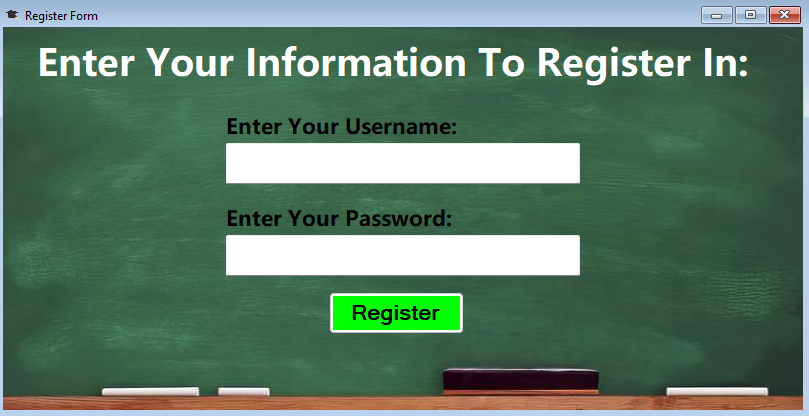 Register Form
Enter Your Information To Register In:
Enter Your Username:
Enter Your Password:
Register